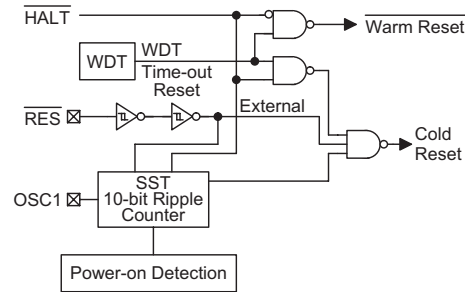 HALT
Warm Reset
WDT
WDT
Time-out
Reset
RES
External
Cold
Reset
OSC1
SST
10-bit Ripple
Counter
Power-on Detection